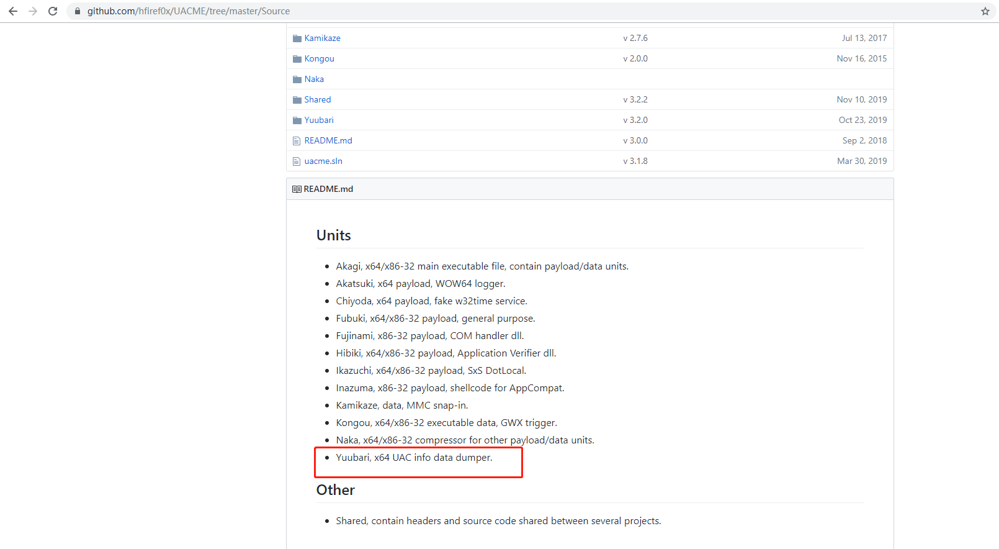 github.com/hfiref0x/UACME/tree/master/Source
Kamikaze v 2.7.6 Jul 13, 2017
Kongou v 2.0.0 Nov 16, 2015
Naka
Shared v 3.2.2 Nov 10, 2019
Yuubari v 3.2.0 Oct 23, 2019
README.md v 3.0.0 Sep 2, 2018
uacme.sln v 3.1.8 Mar 30, 2019
README.md
Units
• Akagi, x64/x86-32 main executable file, contain payload/data units.
• Akatsuki, x64 payload, WOW64 logger.
• Chiyoda, x64 payload, fake w32time service.
• Fubuki, x64/x86-32 payload, general purpose.
• Fujinami, x86-32 payload, COM handler dll.
• Hibiki, x64/x86-32 payload, Application Verifier dll.
• Ikazuchi, x64/x86-32 payload, SxS DotLocal.
• Inazuma, x86-32 payload, shellcode for AppCompat.
• Kamikaze, data, MMC snap-in.
• Kongou, x64/x86-32 executable data, GWX trigger.
• Naka, x64/x86-32 compressor for other payload/data units.
• Yuubari, x64 UAC info data dumper.
Other
• Shared, contain headers and source code shared between several projects.